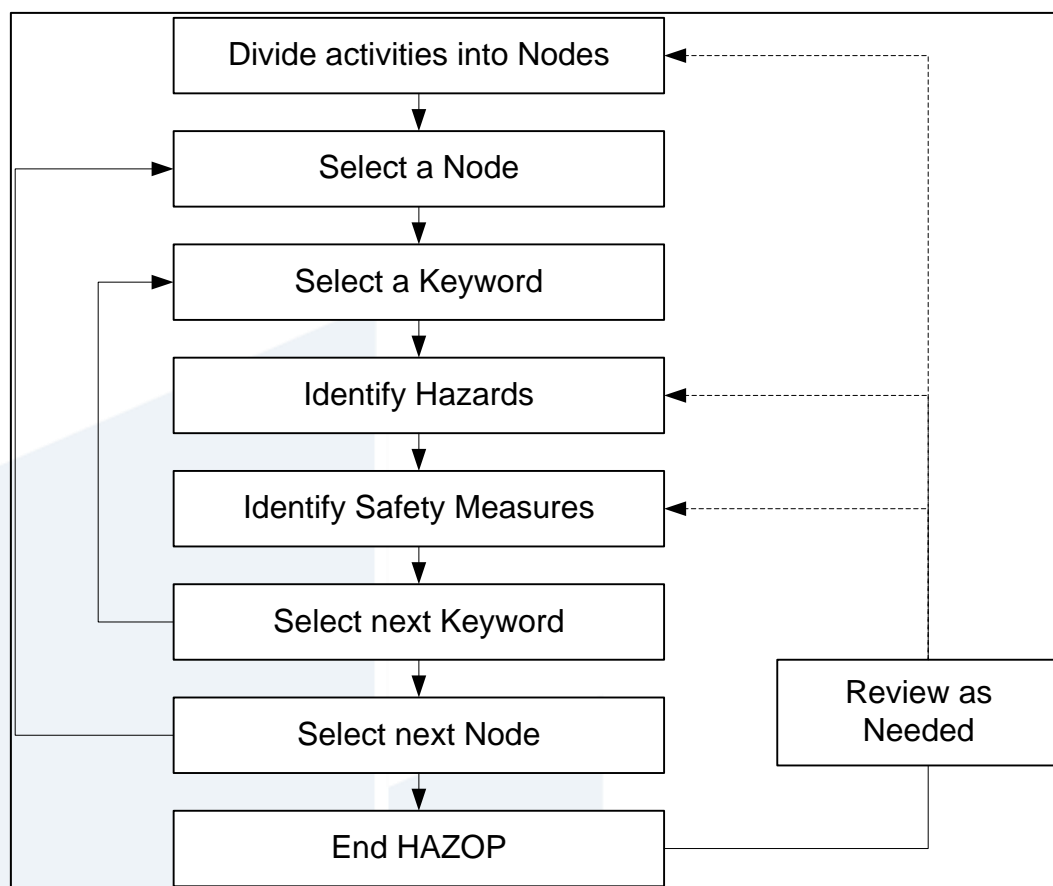 Divide activities into Nodes
Select a Node
Select a Keyword
Identify Hazards
Identify Safety Measures
Select next Keyword
Select next Node
End HAZOP
Review as
Needed